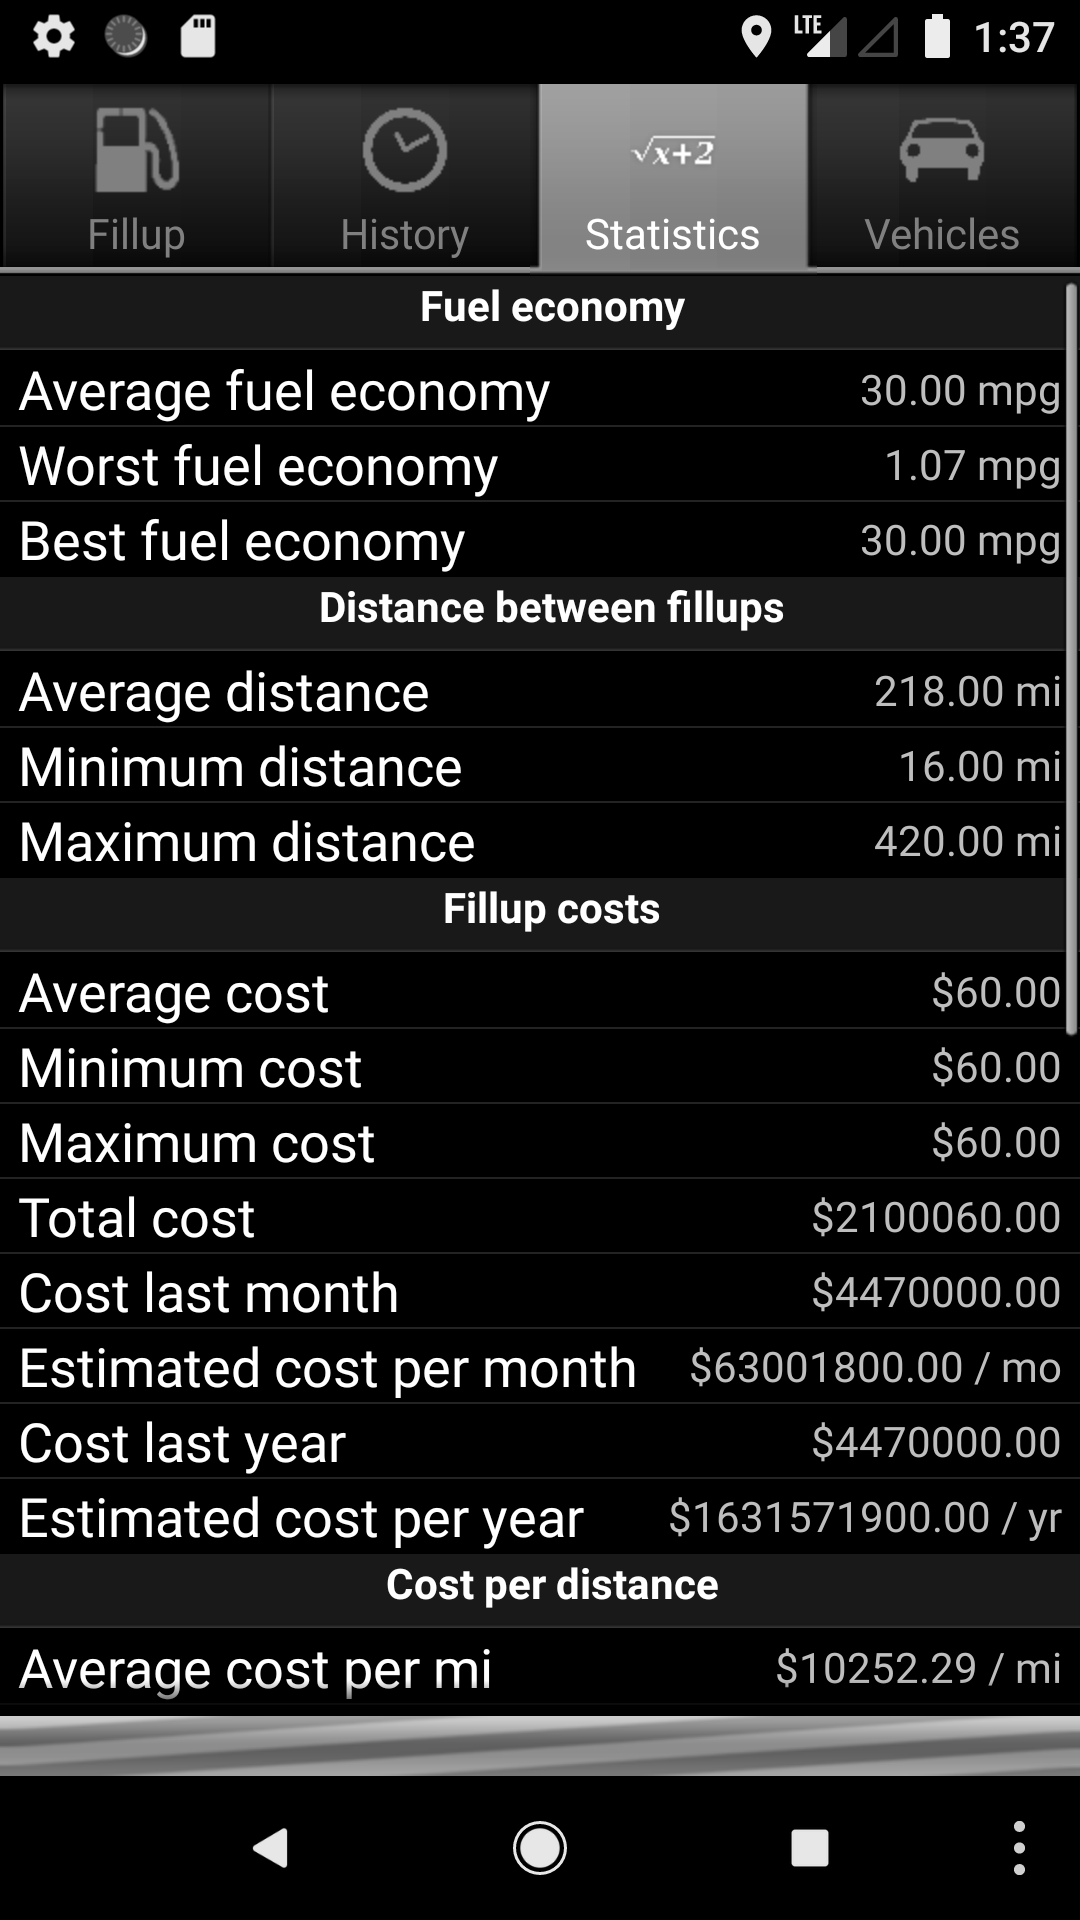 LTE 1:37
√x+2
Fillup History Statistics Vehicles
Fuel economy
Average fuel economy 30.00 mpg
Worst fuel economy 1.07 mpg
Best fuel economy 30.00 mpg
Distance between fillups
Average distance 218.00 mi
Minimum distance 16.00 mi
Maximum distance 420.00 mi
Fillup costs
Average cost $60.00
Minimum cost $60.00
Maximum cost $60.00
Total cost $2100060.00
Cost last month $4470000.00
Estimated cost per month $63001800.00 / mo
Cost last year $4470000.00
Estimated cost per year $1631571900.00 / yr
Cost per distance
Average cost per mi $10252.29 / mi